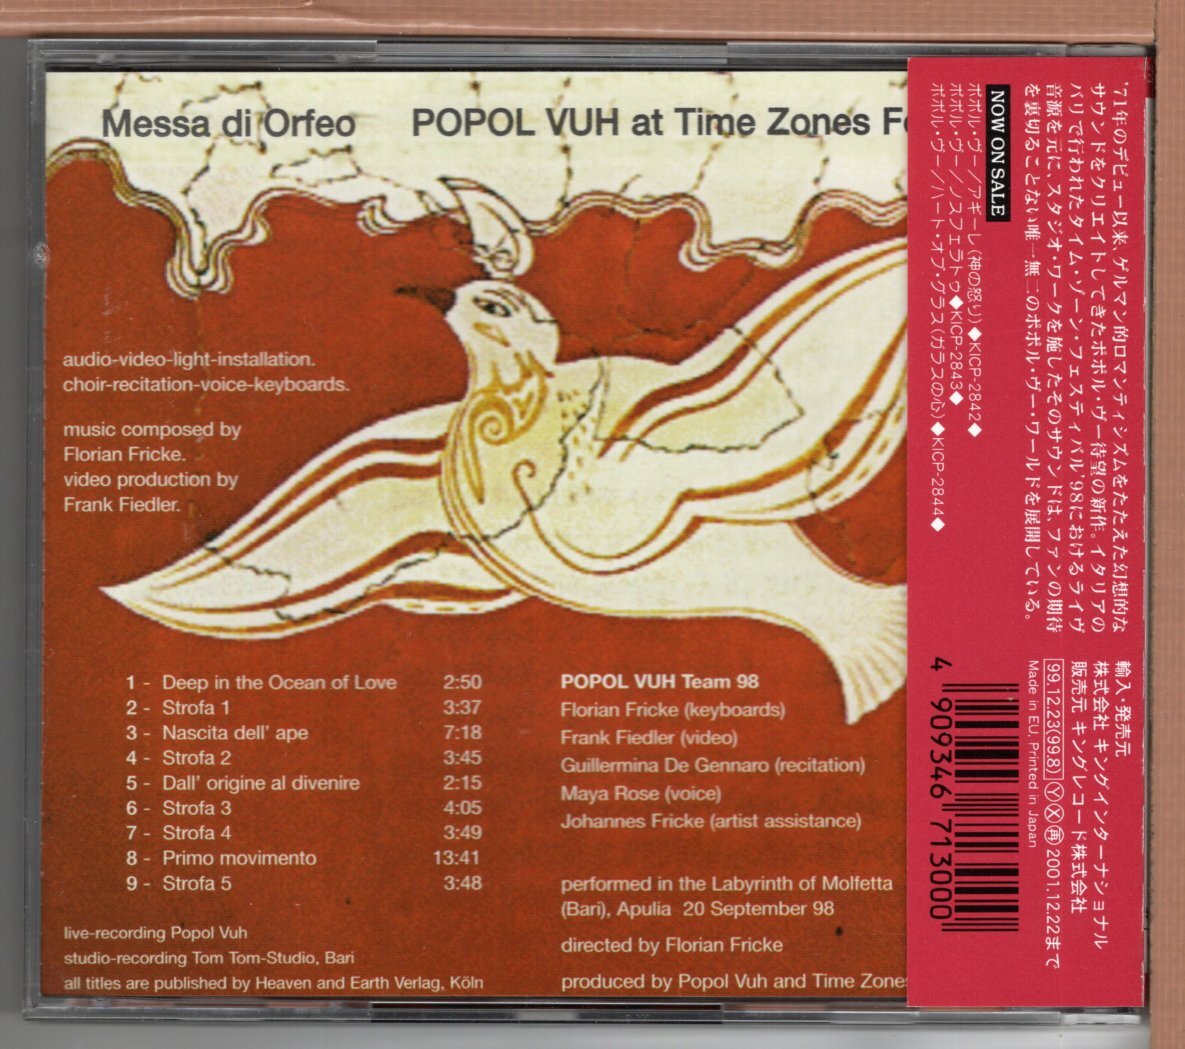 Messa di Orfeo
POPOL VUH at Time Zones Fe
audio-video-light-installation.
choir-recitation-voice-keyboards.
music composed by
Florian Fricke.
video production by
Frank Fiedler.
1 - Deep in the Ocean of Love 2:50
2 - Strofa 1 3:37
3 - Nascita dell' ape 7:18
4 - Strofa 2 3:45
5 - Dall' origine al divenire 2:15
6 - Strofa 3 4:05
7 - Strofa 4 3:49
8 - Primo movimento 13:41
9 - Strofa 5 3:48
live-recording Popol Vuh
studio-recording Tom Tom-Studio, Bari
all titles are published by Heaven and Earth Verlag, Köln
POPOL VUH Team 98
Florian Fricke (keyboards)
Frank Fiedler (video)
Guillermina De Gennaro (recitation)
Maya Rose (voice)
Johannes Fricke (artist assistance)
performed in the Labyrinth of Molfetta
(Bari), Apulia 20 September 98
directed by Florian Fricke
produced by Popol Vuh and Time Zones
'71年のデビュー以来、ゲルマン的ロマンティシズムをたたえた幻想的な
サウンドをクリエイトしてきたポポル・ヴー待望の新作。イタリアの
バリで行われたタイム・ゾーン・フェスティバル'98におけるライヴ
音源を元に、スタジオ・ワークを施したそのサウンドは、ファンの期待
を裏切ることない唯一無二のポポル・ヴー・ワールドを展開している。
NOW ON SALE
ポポル・ヴー／アギーレ（神の怒り）◆KICP-2842◆
ポポル・ヴー／ノスフェラトゥ◆KICP-2843◆
ポポル・ヴー／ハート・オブ・グラス（ガラスの心）◆KICP-2844◆
輸入・発売元
株式会社 キングインターナショナル
販売元 キングレコード株式会社
99.12.23(99.8) Ⓨ Ⓧ ㊢ 2001.12.22まで
Made in EU, Printed in Japan
4 909346 713000